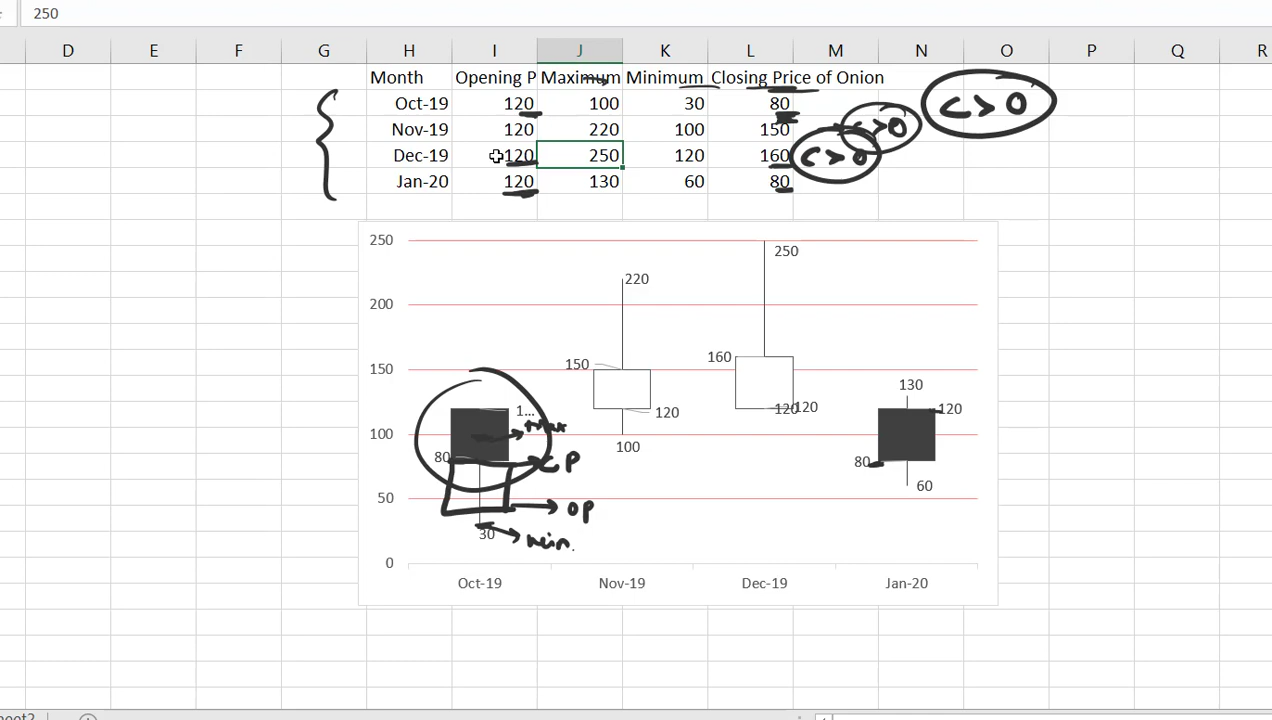 250
D E F G H I J K L M N O P Q R
Month Opening P Maximum Minimum Closing Price of Onion
Oct-19 120 100 30 80
Nov-19 120 220 100 150
Dec-19 120 250 120 160
Jan-20 120 130 60 80
< > 0
< > 0
< > 0
250
200
150
100
50
0
1...
80
30
220
150
120
100
250
160
120
120
130
120
80
60
Max
CP
OP
min.
Oct-19 Nov-19 Dec-19 Jan-20